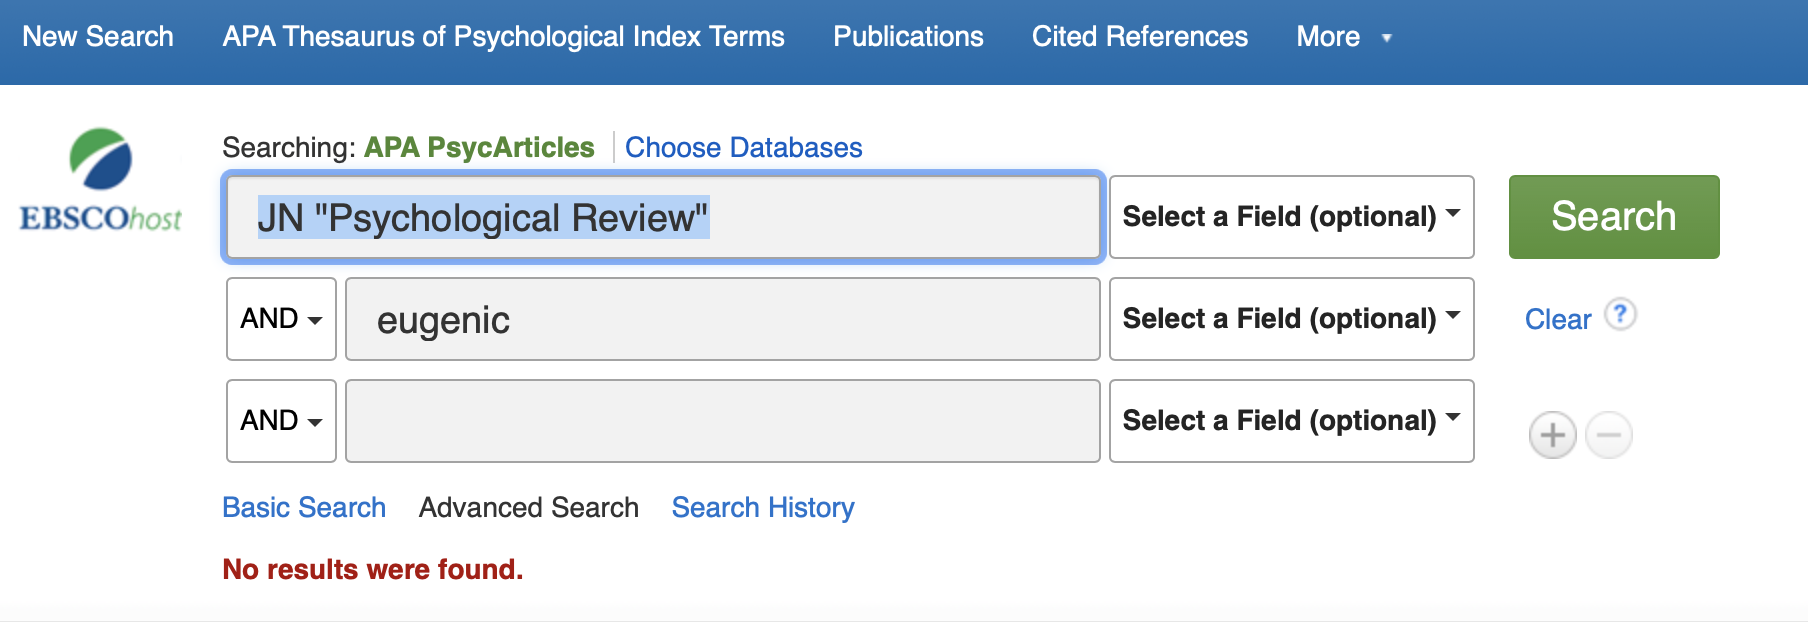 New Search APA Thesaurus of Psychological Index Terms Publications Cited References More
Searching: APA PsycArticles Choose Databases
EBSCOhost
JN "Psychological Review" Select a Field (optional) Search
AND eugenic Select a Field (optional) Clear ?
AND Select a Field (optional)
Basic Search Advanced Search Search History
No results were found.